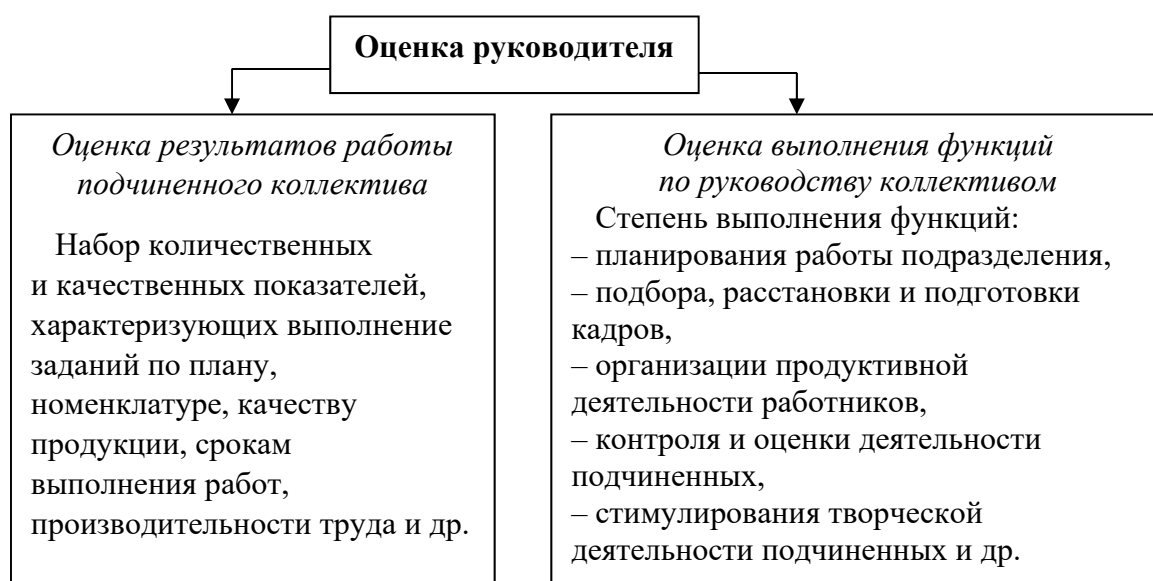 Оценка руководителя
Оценка результатов работы
подчиненного коллектива
Набор количественных
и качественных показателей,
характеризующих выполнение
заданий по плану,
номенклатуре, качеству
продукции, срокам
выполнения работ,
производительности труда и др.
Оценка выполнения функций
по руководству коллективом
Степень выполнения функций:
– планирования работы подразделения,
– подбора, расстановки и подготовки
кадров,
– организации продуктивной
деятельности работников,
– контроля и оценки деятельности
подчиненных,
– стимулирования творческой
деятельности подчиненных и др.